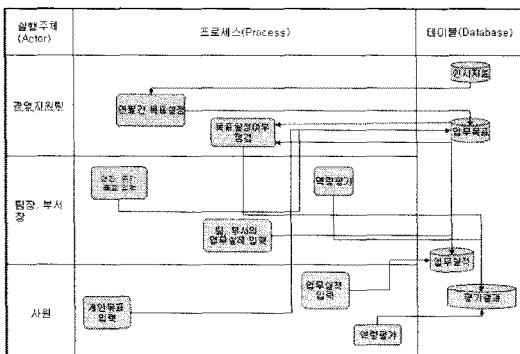 실행주체
(Actor)
프로세스(Process)
테이블(Database)
인사자료
경영지원팀
연월간 목표설정
목표달성여부
점검
업무목표
역량평가
팀장, 부서
장
팀, 부서의
업무실적 입력
업무실적
업무실적
입력
평가결과
사원
개인목표
입력
역량평가